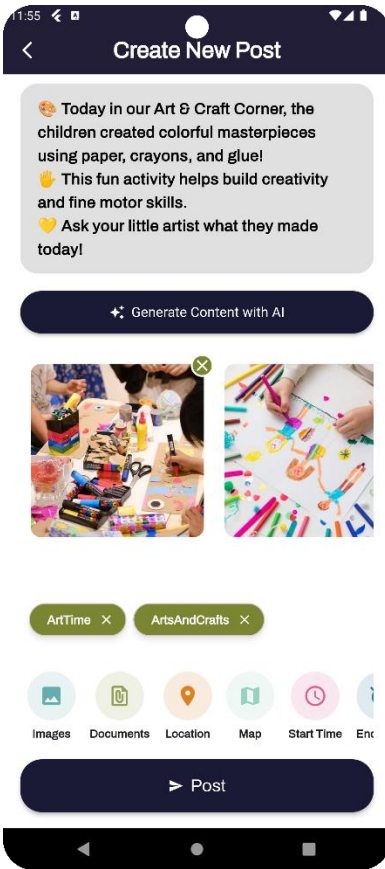 11:55
Create New Post
🎨 Today in our Art & Craft Corner, the
children created colorful masterpieces
using paper, crayons, and glue!
🖐️ This fun activity helps build creativity
and fine motor skills.
💛 Ask your little artist what they made
today!
Generate Content with AI
ArtTime ×
ArtsAndCrafts ×
Images Documents Location Map Start Time Enc
Post